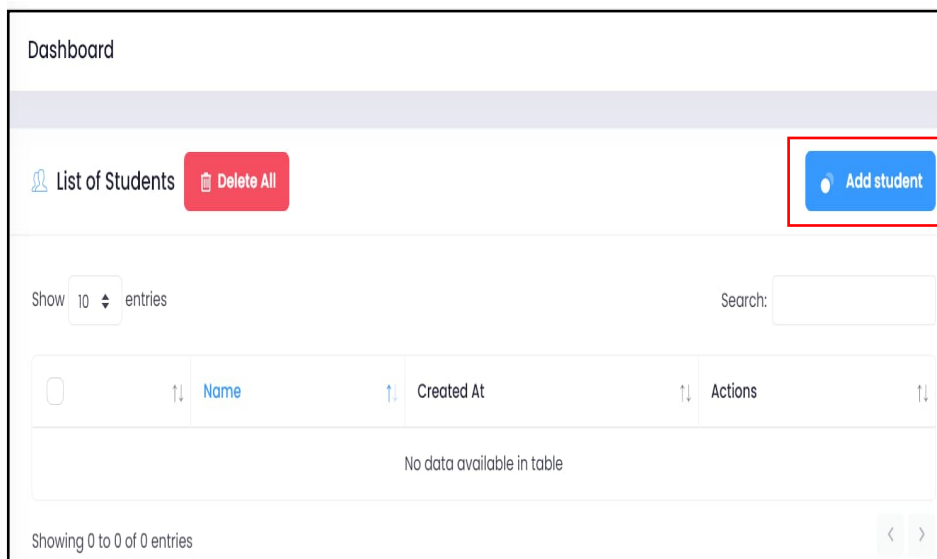 Dashboard
List of Students Delete All Add student
Show 10 entries Search:
Name Created At Actions
No data available in table
Showing 0 to 0 of 0 entries